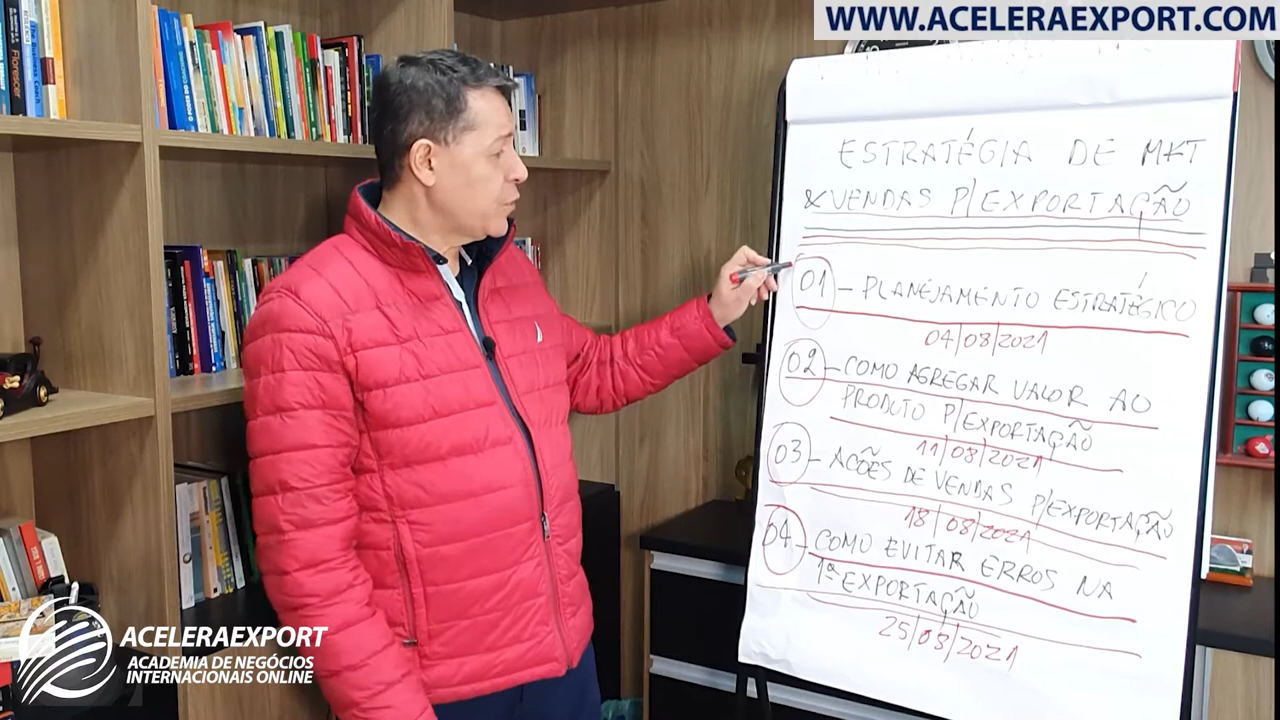 WWW.ACELERAEXPORT.COM
ESTRATÉGIA DE MKT
& VENDAS P/ EXPORTAÇÃO
01 - PLANEJAMENTO ESTRATÉGICO
04/08/2021
02 - COMO AGREGAR VALOR AO
PRODUTO P/ EXPORTAÇÃO
11/08/2021
03 - AÇÕES DE VENDAS P/ EXPORTAÇÃO
18/08/2021
04 - COMO EVITAR ERROS NA
1ª EXPORTAÇÃO
25/08/2021
Florescer
ACELERAEXPORT
ACADEMIA DE NEGÓCIOS
INTERNACIONAIS ONLINE